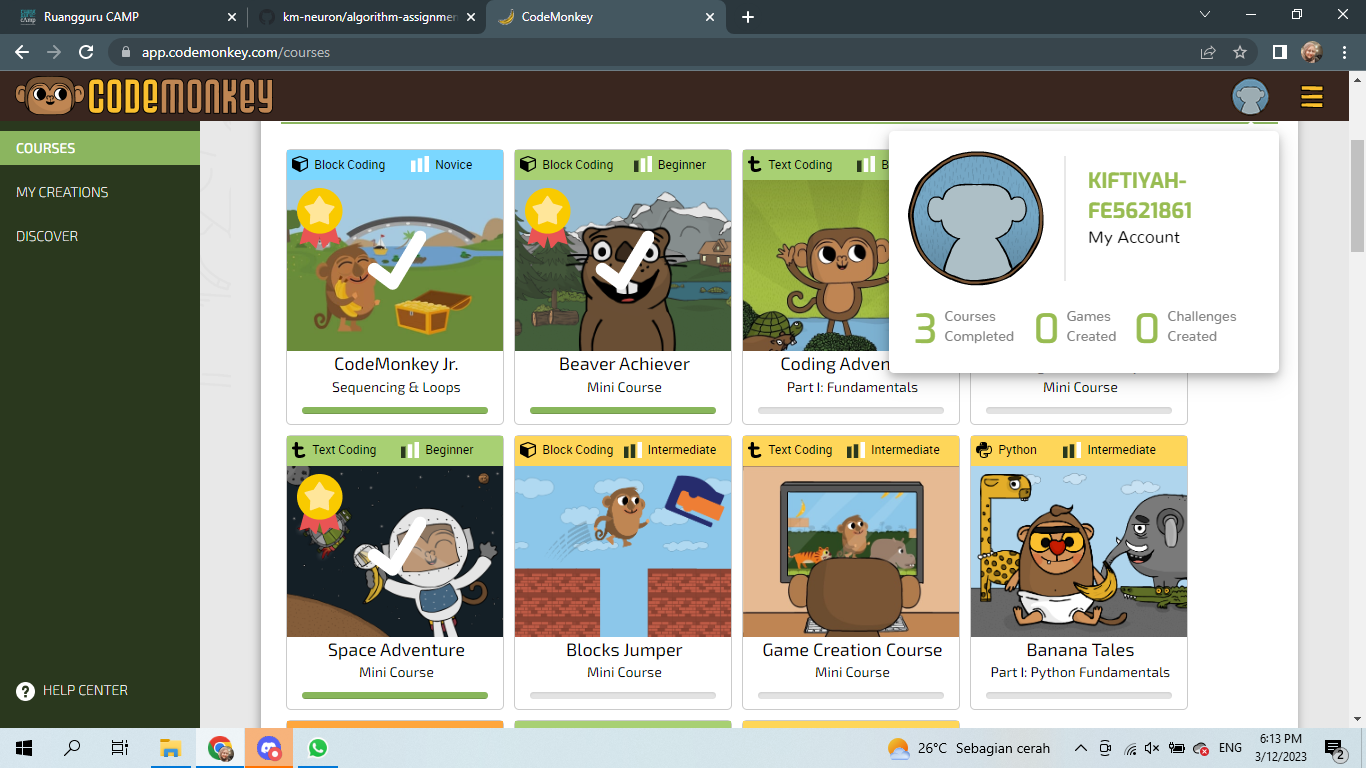 Ruangguru CAMP
km-neuron/algorithm-assignmen
CodeMonkey
app.codemonkey.com/courses
CODEMONKEY
COURSES
MY CREATIONS
DISCOVER
HELP CENTER
KIFTIYAH-
FE5621861
My Account
3 Courses Completed
0 Games Created
0 Challenges Created
Block Coding Novice
CodeMonkey Jr.
Sequencing & Loops
Block Coding Beginner
Beaver Achiever
Mini Course
Text Coding B
Coding Adven
Part I: Fundamentals
Mini Course
Text Coding Beginner
Space Adventure
Mini Course
Block Coding Intermediate
Blocks Jumper
Mini Course
Text Coding Intermediate
Game Creation Course
Mini Course
Python Intermediate
Banana Tales
Part I: Python Fundamentals
26°C Sebagian cerah
ENG
6:13 PM
3/12/2023
2